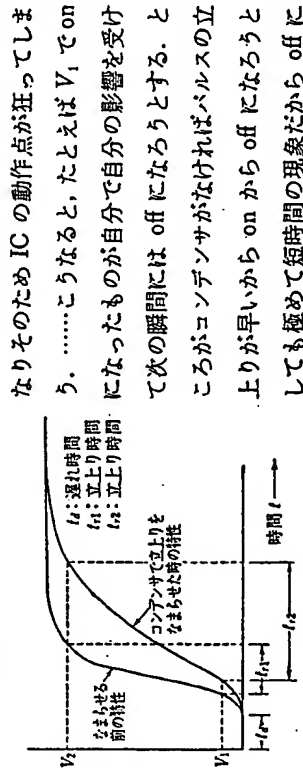 なりそのため IC の動作点が狂ってしま
う．……こうなると，たとえば V₁ で on
になったものが自分で自分の影響を受け
て次の瞬間には off になろうとする．と
ころがコンデンサがなければパルスの立
上りが早いから on から off になろうと
しても極めて短時間の現象だから off に
V₂
V₁
t_d：遅れ時間
t_r1：立上り時間
t_r2：立上り時間
なまらせる
前の特性
コンデンサで立上りを
なまらせた時の特性
t_d
t_r1
t_r2
時間 t